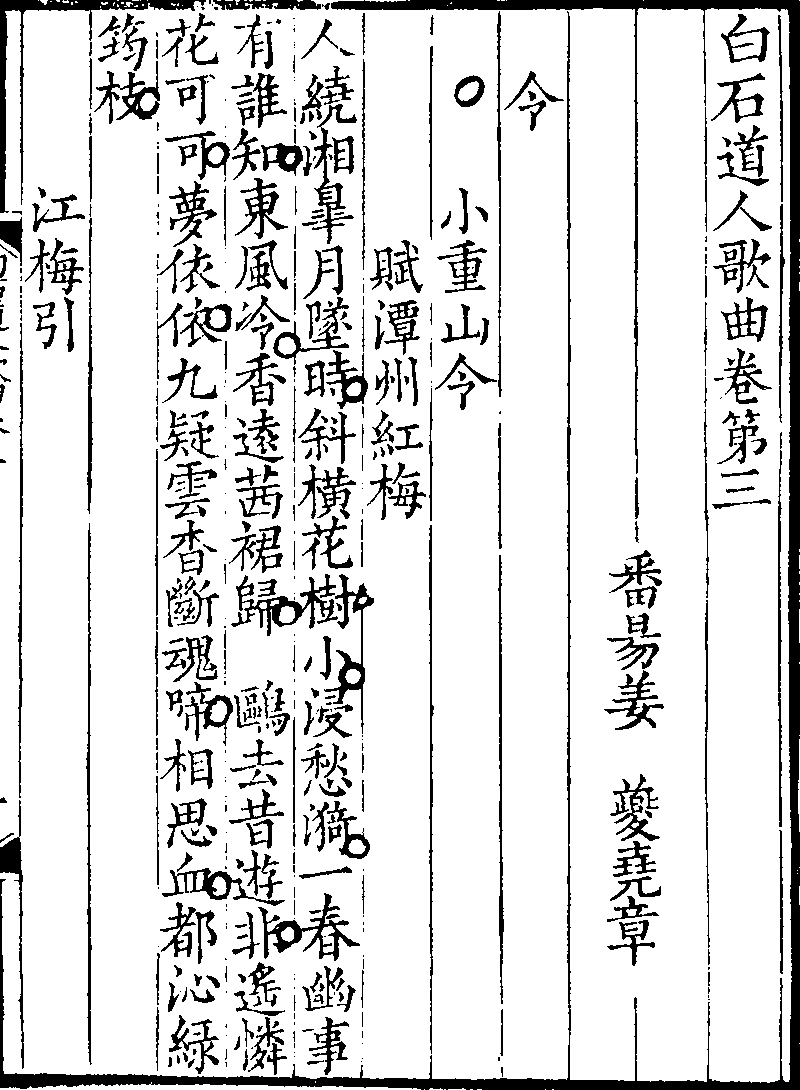 白石道人歌曲卷第三
番昜姜　夔堯章
令
小重山令
賦潭州紅梅
人繞湘皐月墜時斜橫花樹小浸愁漪一春幽事
有誰知東風冷香遠茜裙歸　鷗去昔遊非遙憐
花可可夢依依九疑雲杳斷魂啼相思血都沁綠
筠枝
江梅引